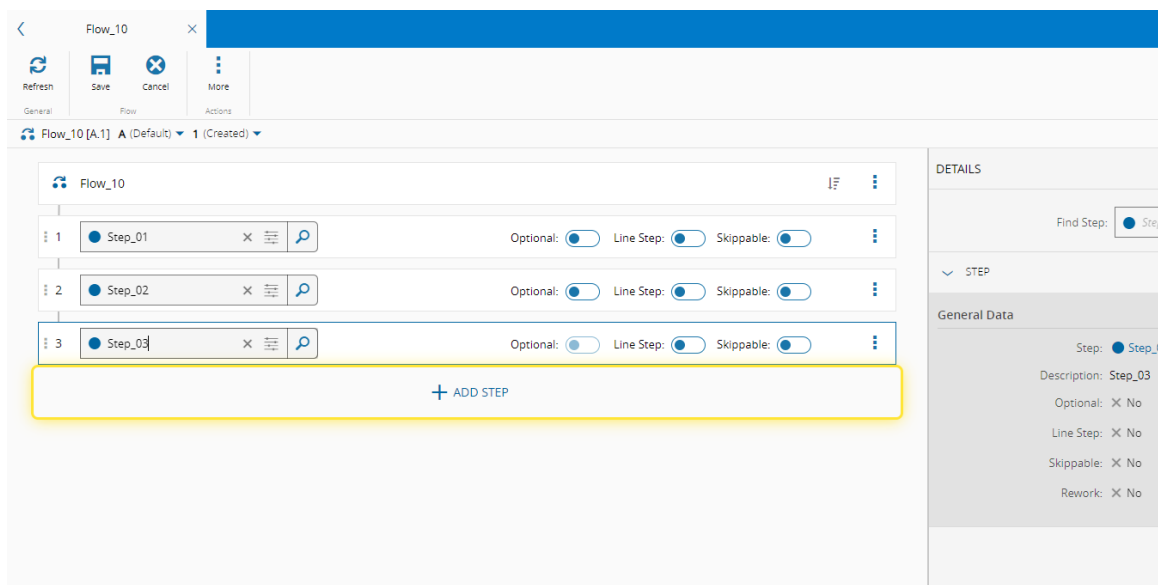 Flow_10
Refresh Save Cancel More
General Flow Actions
Flow_10 [A.1] A (Default) 1 (Created)
Flow_10
1 Step_01 Optional: Line Step: Skippable:
2 Step_02 Optional: Line Step: Skippable:
3 Step_03 Optional: Line Step: Skippable:
+ ADD STEP
DETAILS
Find Step: Ste
STEP
General Data
Step: Step_
Description: Step_03
Optional: No
Line Step: No
Skippable: No
Rework: No